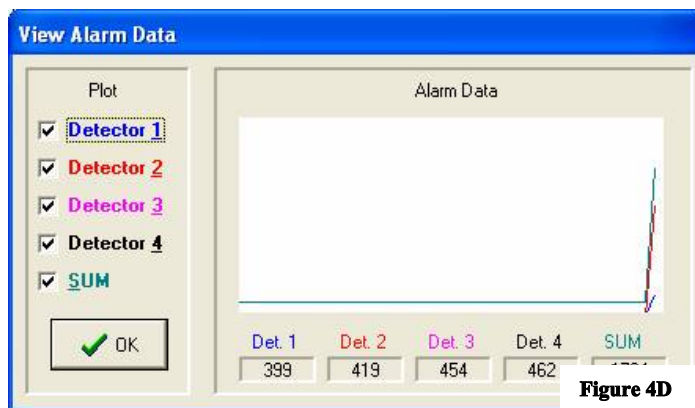 View Alarm Data
Plot
Detector 1
Detector 2
Detector 3
Detector 4
SUM
OK
Alarm Data
Det. 1 Det. 2 Det. 3 Det. 4 SUM
399 419 454 462
Figure 4D